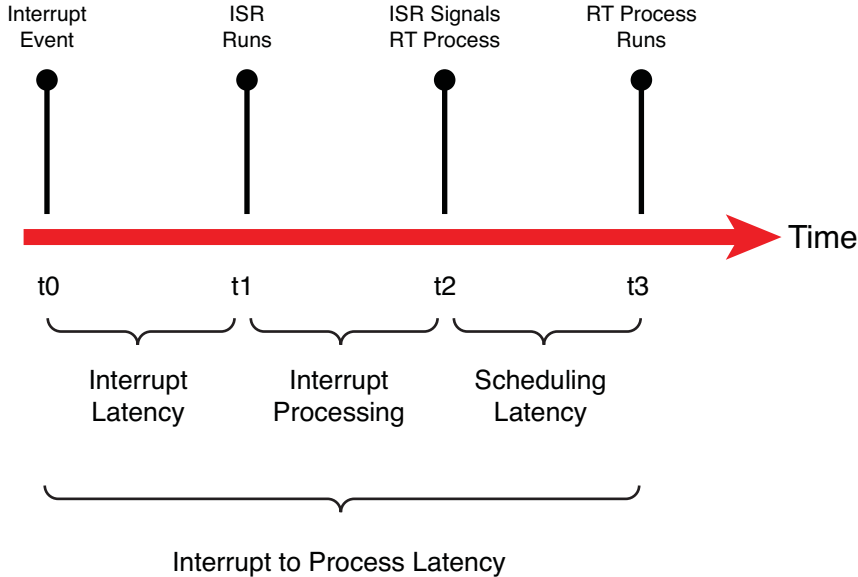 Interrupt
Event
ISR
Runs
ISR Signals
RT Process
RT Process
Runs
Time
t0
t1
t2
t3
Interrupt
Latency
Interrupt
Processing
Scheduling
Latency
Interrupt to Process Latency